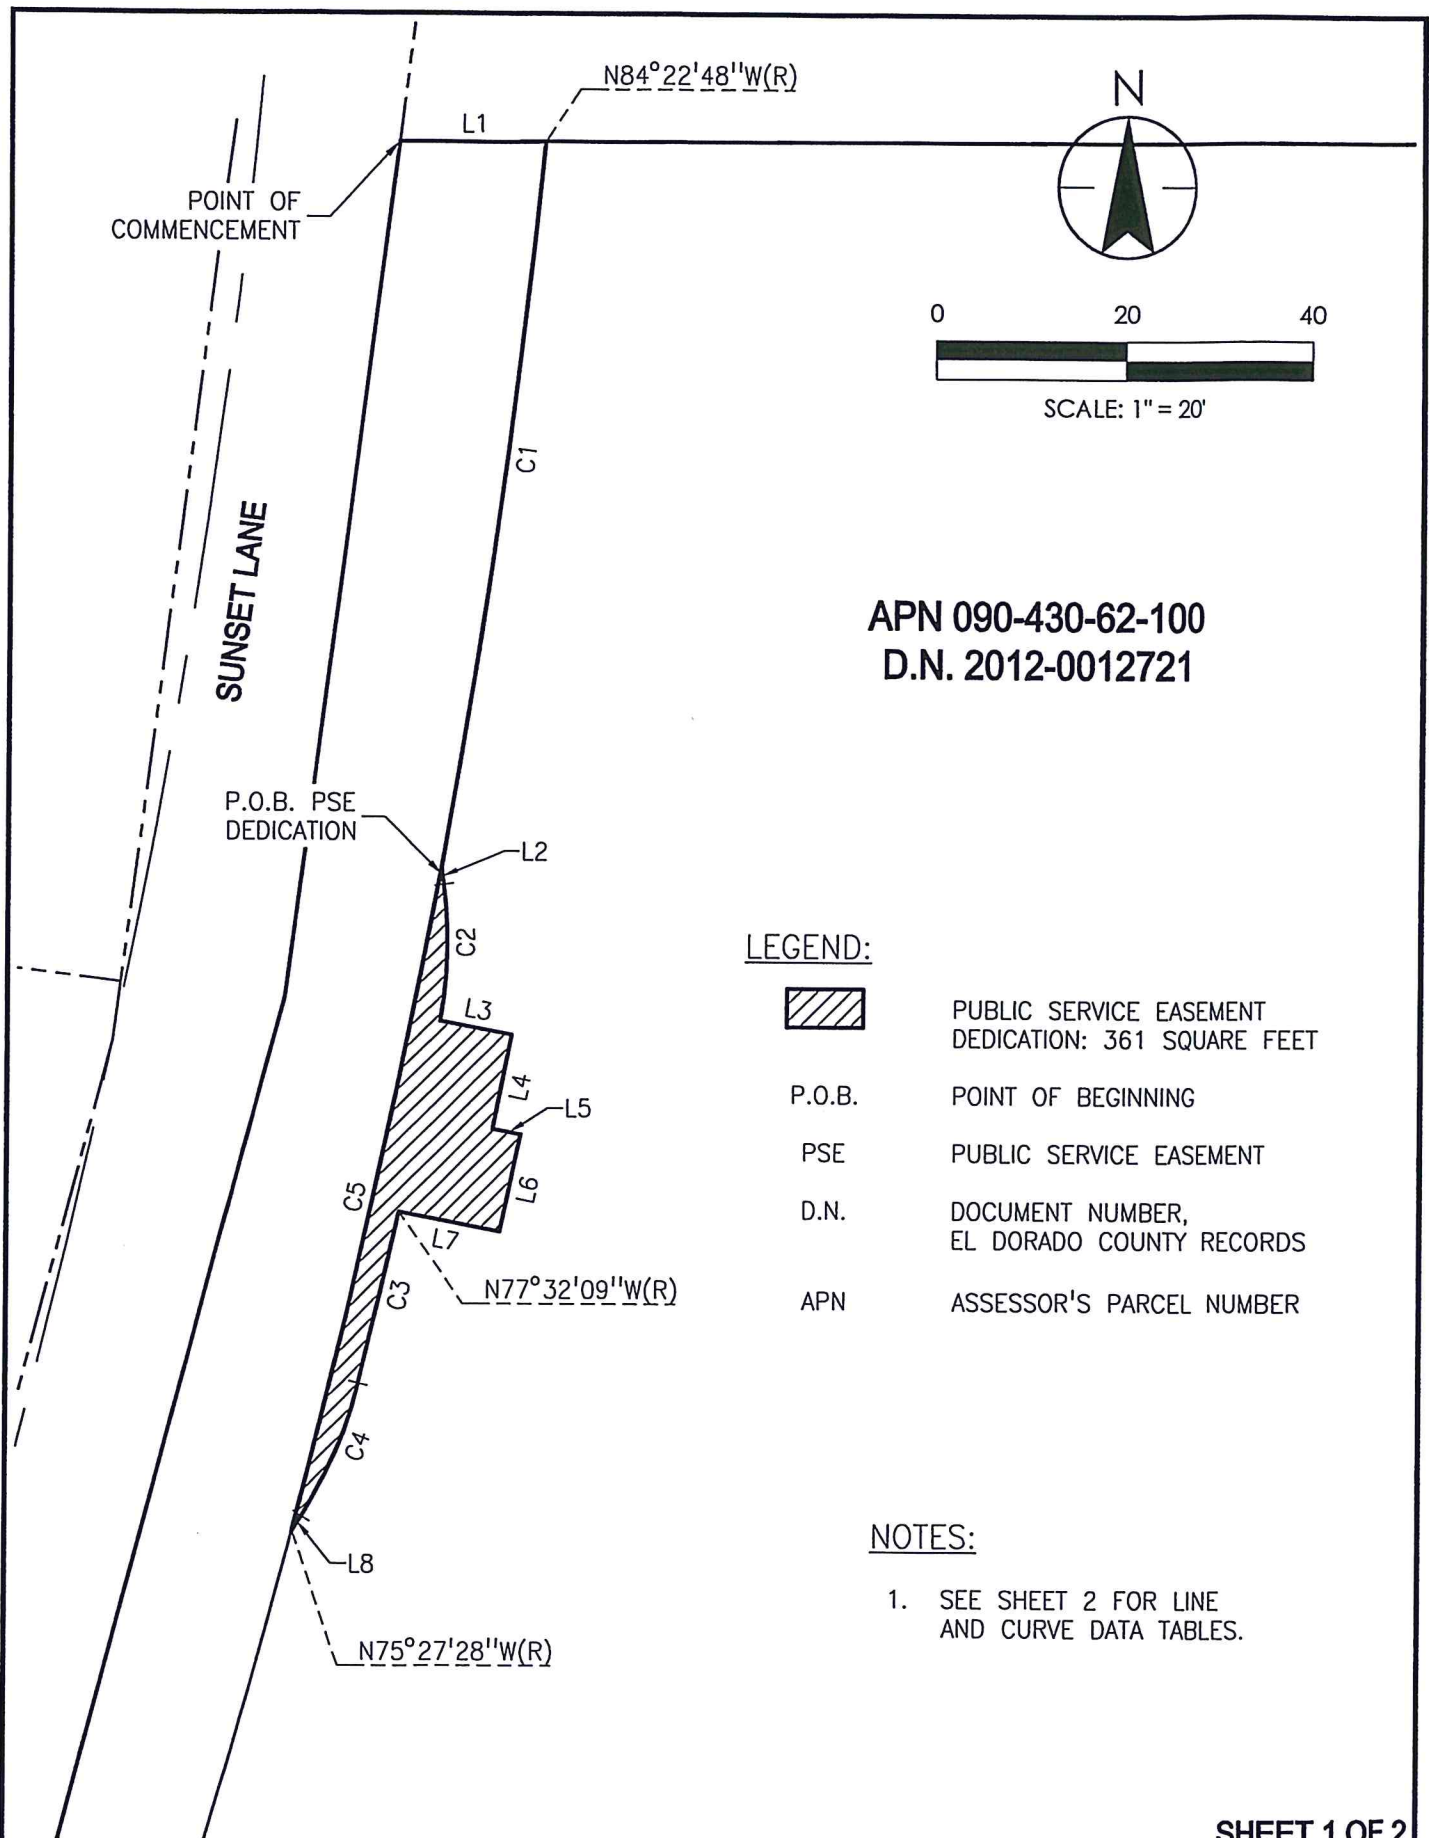 N84°22'48"W(R)
N
L1
POINT OF
COMMENCEMENT
0 20 40
SCALE: 1" = 20'
C1
SUNSET LANE
APN 090-430-62-100
D.N. 2012-0012721
P.O.B. PSE
DEDICATION
L2
C2
LEGEND:
L3
PUBLIC SERVICE EASEMENT
DEDICATION: 361 SQUARE FEET
L4
P.O.B. POINT OF BEGINNING
L5
PSE PUBLIC SERVICE EASEMENT
C5
L6
D.N. DOCUMENT NUMBER,
EL DORADO COUNTY RECORDS
L7
C3
N77°32'09"W(R)
APN ASSESSOR'S PARCEL NUMBER
C4
NOTES:
L8
1. SEE SHEET 2 FOR LINE
AND CURVE DATA TABLES.
N75°27'28"W(R)
SHEET 1 OF 2